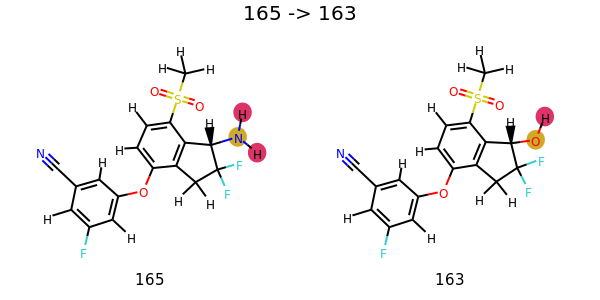 165 -> 163
H H H O S O H H H N H H O F F H H N H H F H
H H H O S O H H H O H H O F F H H N H H F H
165 163